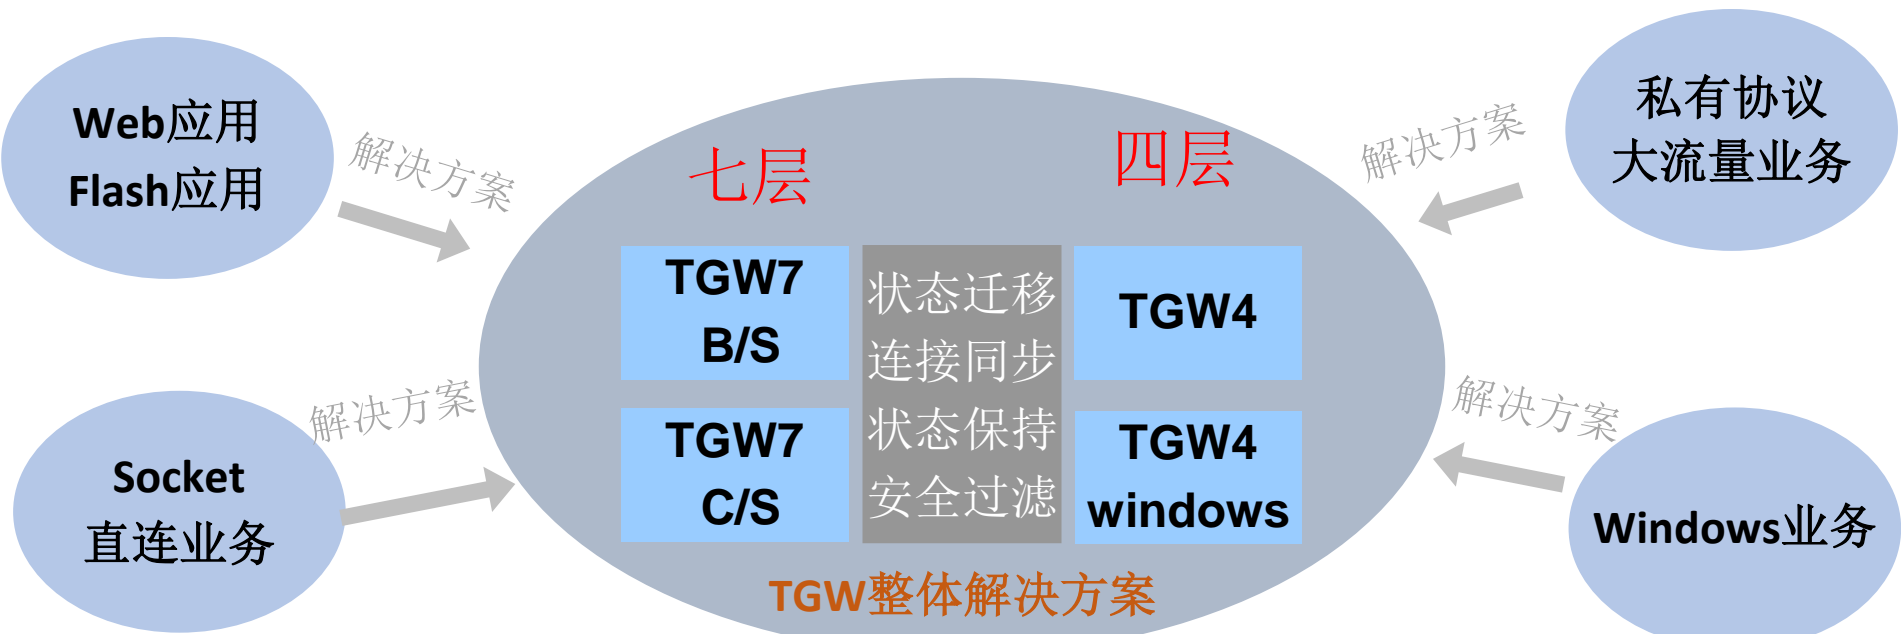 Web应用
Flash应用
解决方案
Socket
直连业务
解决方案
七层
四层
TGW7
B/S
TGW7
C/S
状态迁移
连接同步
状态保持
安全过滤
TGW4
TGW4
windows
TGW整体解决方案
解决方案
私有协议
大流量业务
解决方案
Windows业务